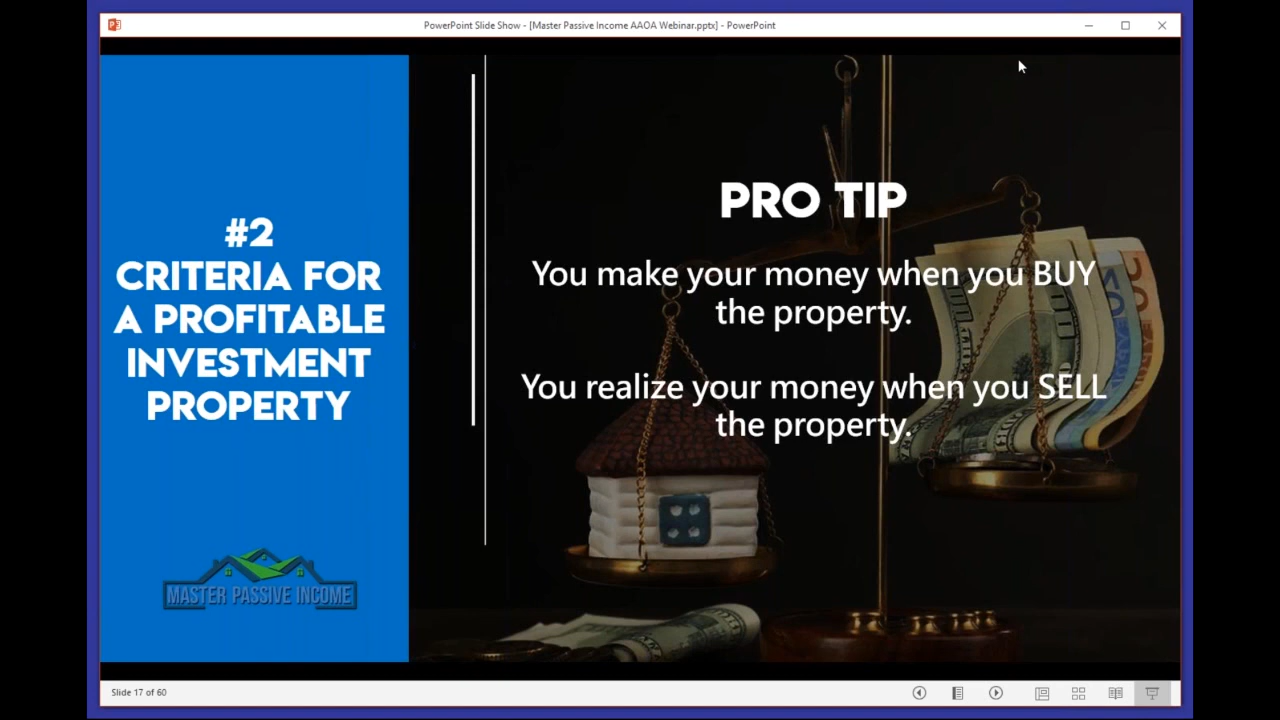 PowerPoint Slide Show - [Master Passive Income AAOA Webinar.pptx] - PowerPoint
#2
CRITERIA FOR
A PROFITABLE
INVESTMENT
PROPERTY
MASTER PASSIVE INCOME
PRO TIP
You make your money when you BUY
the property.
You realize your money when you SELL
the property.
Slide 17 of 60